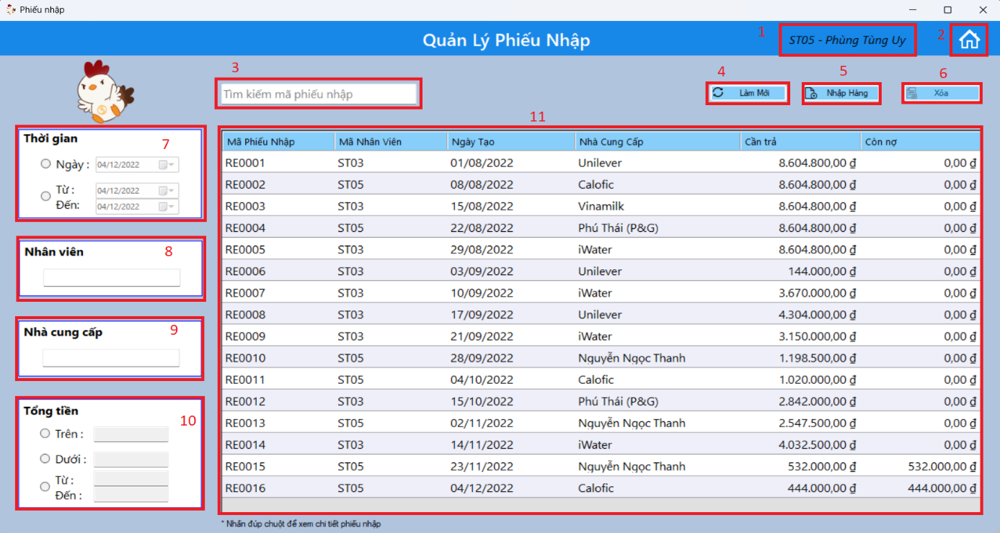 Phiếu nhập
Quản Lý Phiếu Nhập
1
ST05 - Phùng Tùng Uy
2
3
Tìm kiếm mã phiếu nhập
4
Làm Mới
5
Nhập Hàng
6
Xóa
Thời gian
7
Ngày : 04/12/2022
Từ : 04/12/2022
Đến: 04/12/2022
Nhân viên
8
Nhà cung cấp
9
Tổng tiền
10
Trên :
Dưới :
Từ :
Đến :
11
Mã Phiếu Nhập Mã Nhân Viên Ngày Tạo Nhà Cung Cấp Cần trả Còn nợ
RE0001 ST03 01/08/2022 Unilever 8.604.800,00 ₫ 0,00 ₫
RE0002 ST05 08/08/2022 Calofic 8.604.800,00 ₫ 0,00 ₫
RE0003 ST03 15/08/2022 Vinamilk 8.604.800,00 ₫ 0,00 ₫
RE0004 ST05 22/08/2022 Phú Thái (P&G) 8.604.800,00 ₫ 0,00 ₫
RE0005 ST03 29/08/2022 iWater 8.604.800,00 ₫ 0,00 ₫
RE0006 ST03 03/09/2022 Unilever 144.000,00 ₫ 0,00 ₫
RE0007 ST03 10/09/2022 iWater 3.670.000,00 ₫ 0,00 ₫
RE0008 ST03 17/09/2022 Unilever 4.304.000,00 ₫ 0,00 ₫
RE0009 ST03 21/09/2022 iWater 3.150.000,00 ₫ 0,00 ₫
RE0010 ST05 28/09/2022 Nguyễn Ngọc Thanh 1.198.500,00 ₫ 0,00 ₫
RE0011 ST05 04/10/2022 Calofic 1.020.000,00 ₫ 0,00 ₫
RE0012 ST03 15/10/2022 Phú Thái (P&G) 2.842.000,00 ₫ 0,00 ₫
RE0013 ST05 02/11/2022 Nguyễn Ngọc Thanh 2.547.500,00 ₫ 0,00 ₫
RE0014 ST03 14/11/2022 iWater 4.032.500,00 ₫ 0,00 ₫
RE0015 ST05 23/11/2022 Nguyễn Ngọc Thanh 532.000,00 ₫ 532.000,00 ₫
RE0016 ST05 04/12/2022 Calofic 444.000,00 ₫ 444.000,00 ₫
* Nhấn đúp chuột để xem chi tiết phiếu nhập